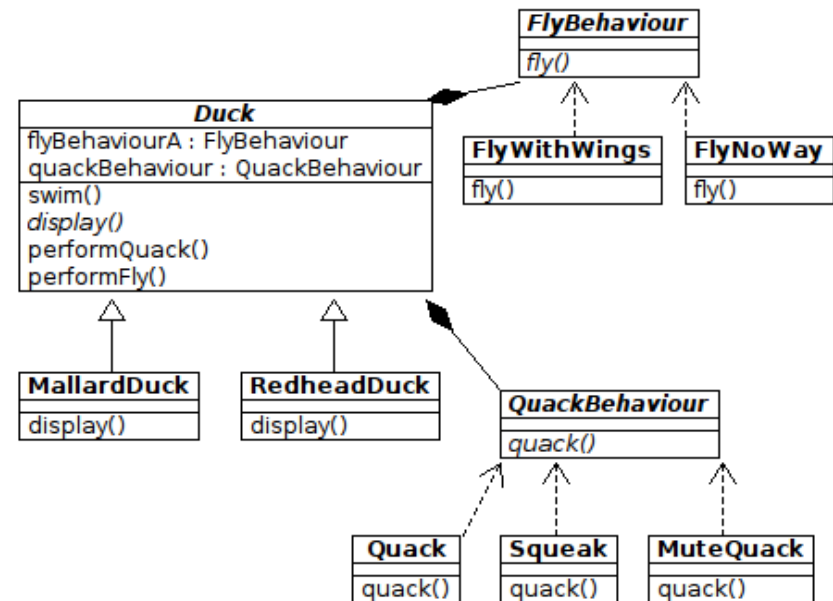 FlyBehaviour
fly()
Duck
flyBehaviourA : FlyBehaviour
quackBehaviour : QuackBehaviour
swim()
display()
performQuack()
performFly()
FlyWithWings
fly()
FlyNoWay
fly()
MallardDuck
display()
RedheadDuck
display()
QuackBehaviour
quack()
Quack
quack()
Squeak
quack()
MuteQuack
quack()